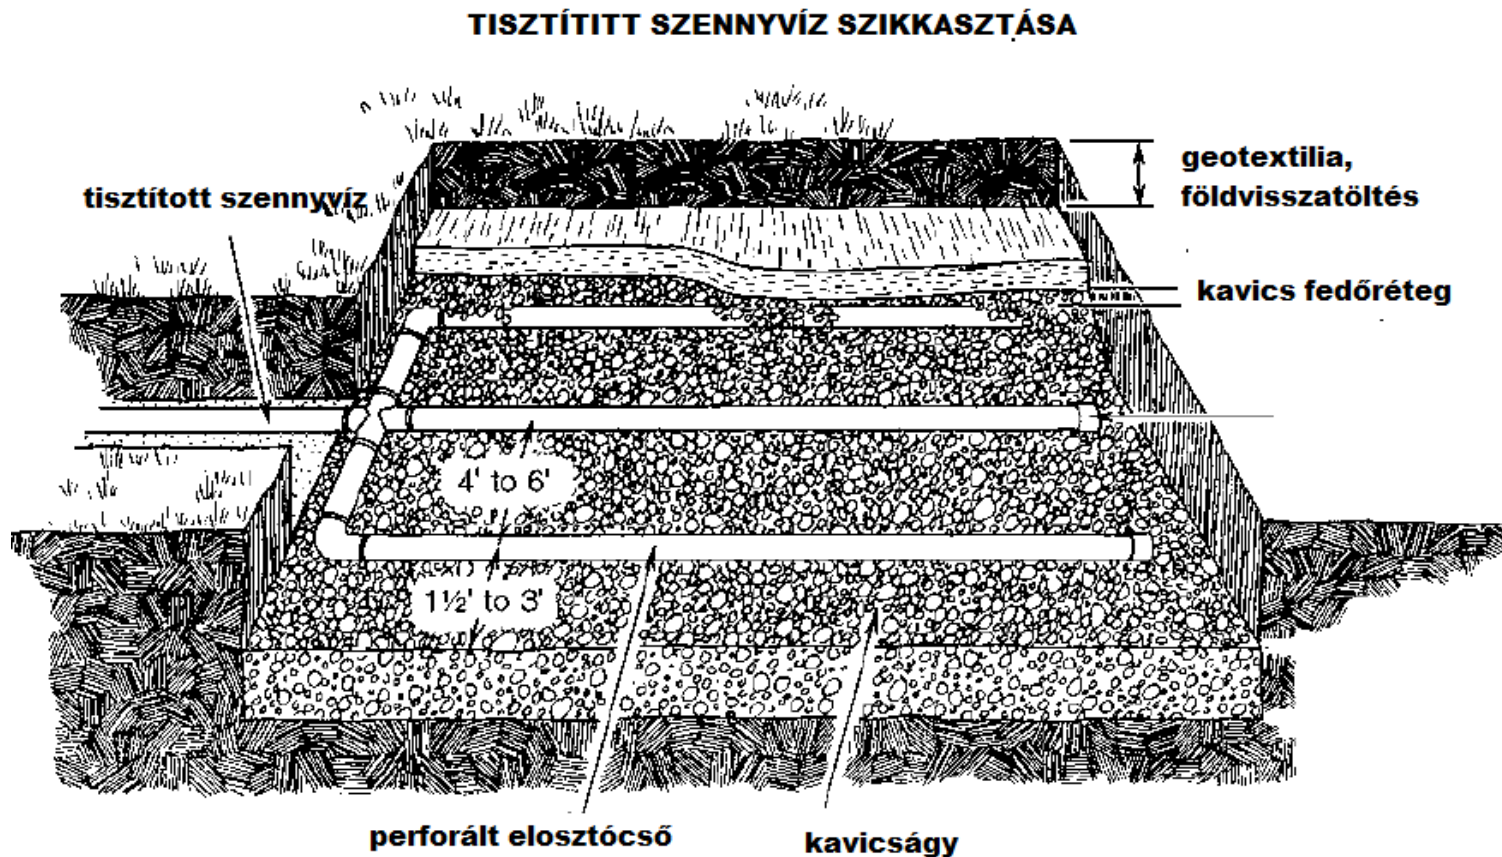 TISZTÍTITT SZENNYVÍZ SZIKKASZTÁSA
geotextilia,
földvisszatöltés
tisztított szennyvíz
kavics fedőréteg
4' to 6'
1½' to 3'
perforált elosztócső
kavicságy